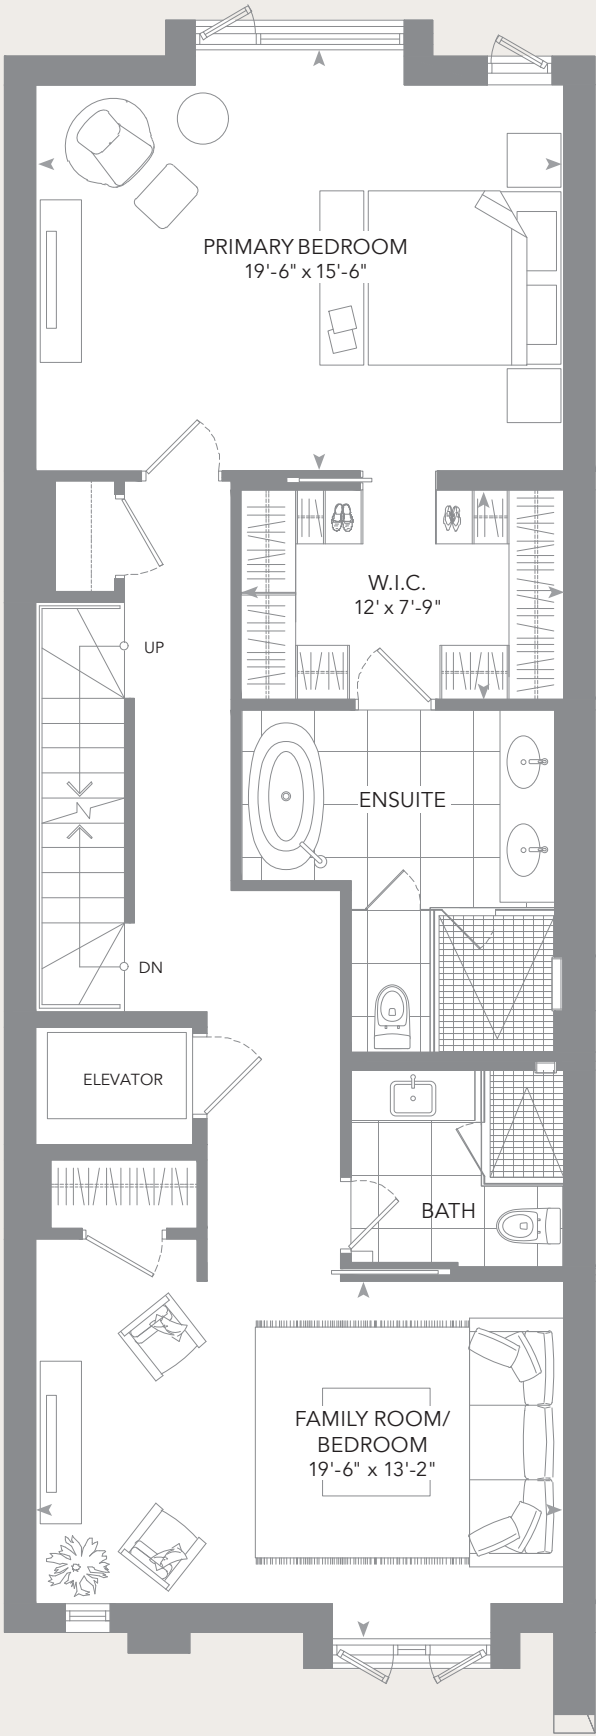 PRIMARY BEDROOM
19'-6" x 15'-6"
W.I.C.
12' x 7'-9"
UP
ENSUITE
DN
ELEVATOR
BATH
FAMILY ROOM/
BEDROOM
19'-6" x 13'-2"